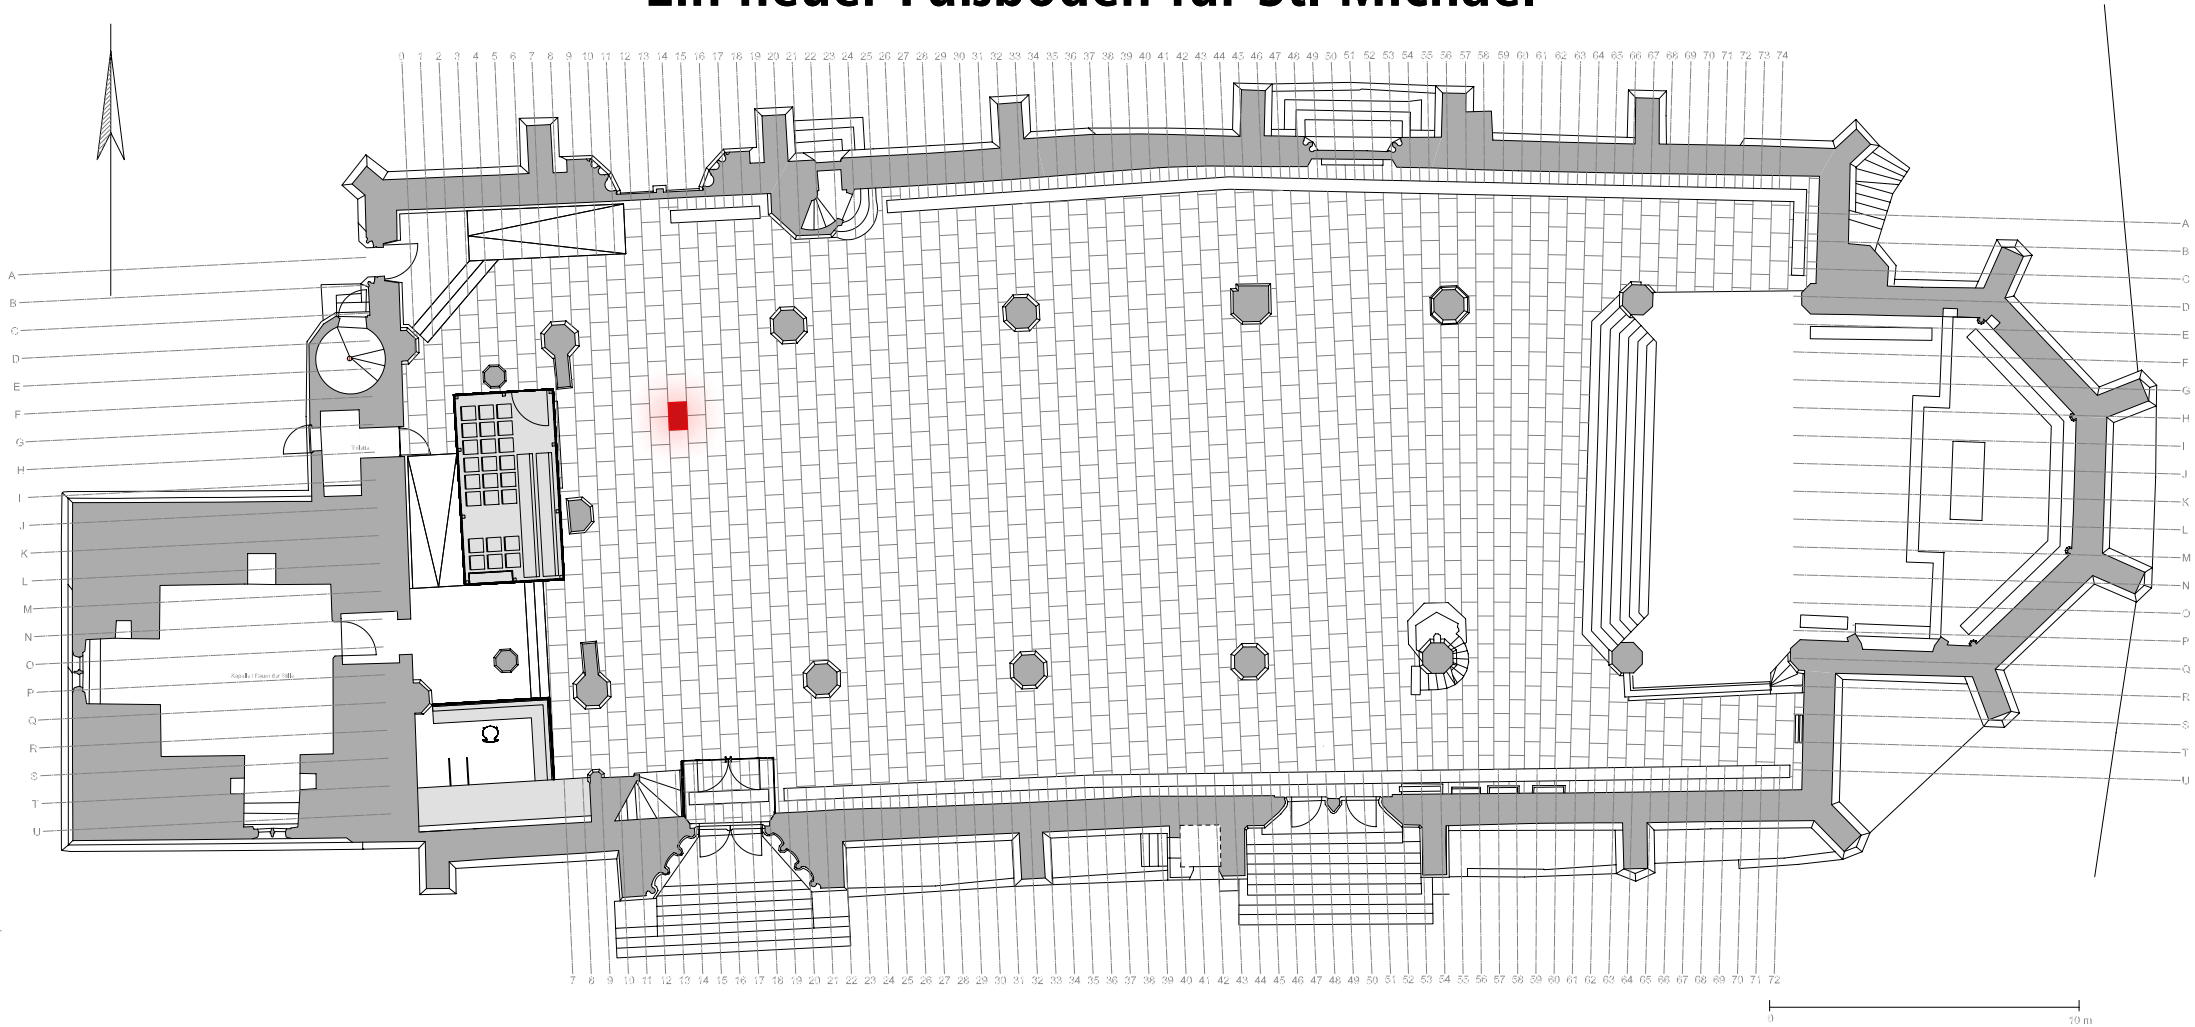 Ein neuer Fußboden für St. Michael
0 1 2 3 4 5 6 7 8 9 10 11 12 13 14 15 16 17 18 19 20 21 22 23 24 25 26 27 28 29 30 31 32 33 34 35 36 37 38 39 40 41 42 43 44 45 46 47 48 49 50 51 52 53 54 55 56 57 58 59 60 61 62 63 64 65 66 67 68 69 70 71 72 73 74
A
B
C
D
E
F
G
H
I
J
K
L
M
N
O
P
Q
R
S
T
U
Kapelle / Raum der Stille
A
B
C
D
E
F
G
H
I
J
K
L
M
N
O
P
Q
R
S
T
U
7 8 9 10 11 12 13 14 15 16 17 18 19 20 21 22 23 24 25 26 27 28 29 30 31 32 33 34 35 36 37 38 39 40 41 42 43 44 45 46 47 48 49 50 51 52 53 54 55 56 57 58 59 60 61 62 63 64 65 66 67 68 69 70 71 72
0 10 m